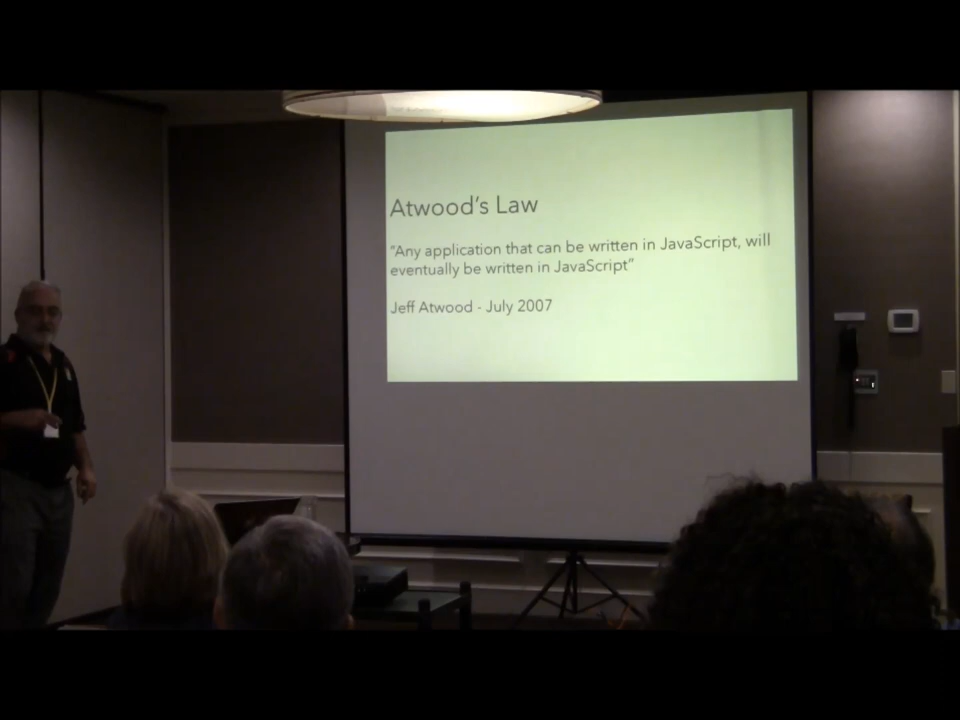 Atwood's Law
"Any application that can be written in JavaScript, will
eventually be written in JavaScript"
Jeff Atwood - July 2007